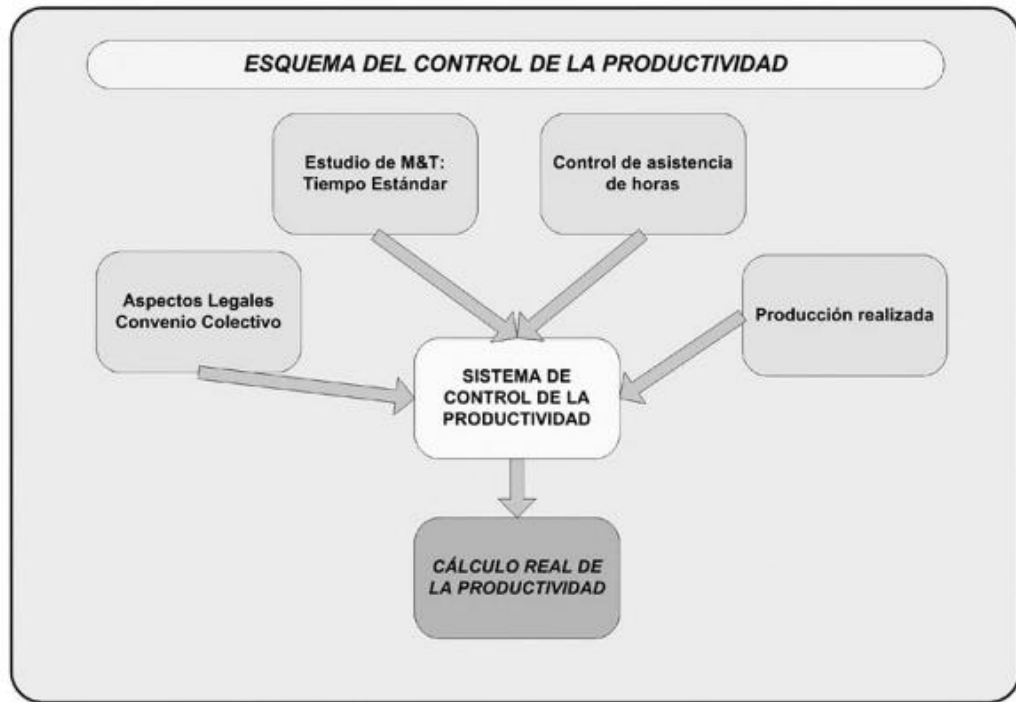 ESQUEMA DEL CONTROL DE LA PRODUCTIVIDAD
Estudio de M&T:
Tiempo Estándar
Control de asistencia
de horas
Aspectos Legales
Convenio Colectivo
Producción realizada
SISTEMA DE
CONTROL DE LA
PRODUCTIVIDAD
CÁLCULO REAL DE
LA PRODUCTIVIDAD